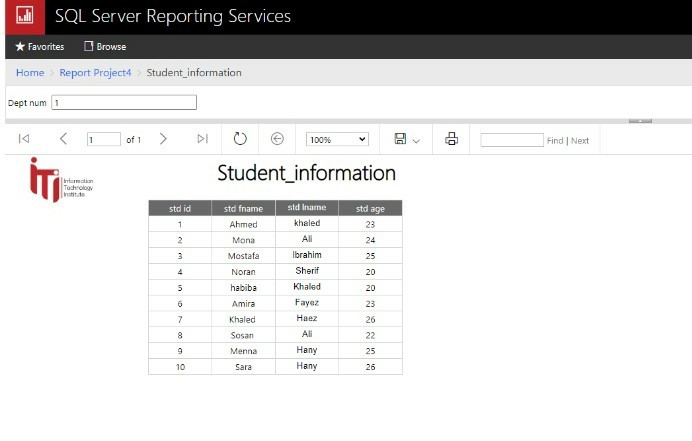 SQL Server Reporting Services
Favorites Browse
Home > Report Project4 > Student_information
Dept num 1
1 of 1 100% Find | Next
iTi Information
Technology
Institute
Student_information
std id std fname std lname std age
1 Ahmed khaled 23
2 Mona Ali 24
3 Mostafa Ibrahim 25
4 Noran Sherif 20
5 habiba Khaled 20
6 Amira Fayez 23
7 Khaled Haez 26
8 Sosan Ali 22
9 Menna Hany 25
10 Sara Hany 26